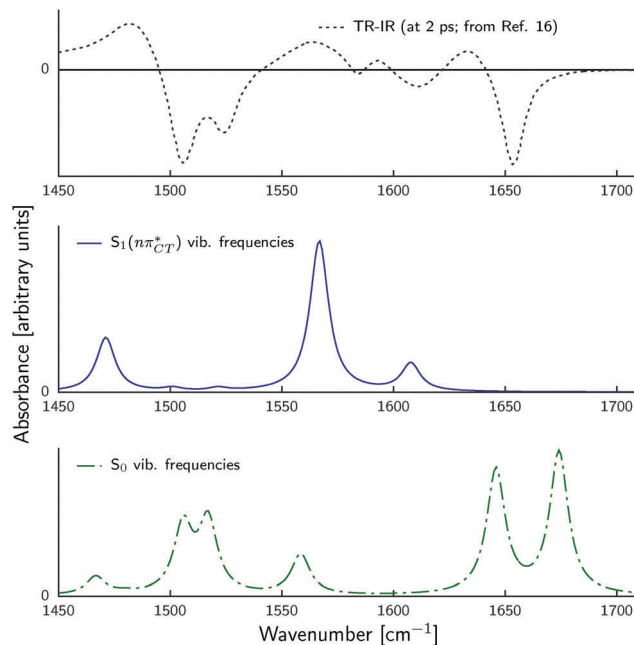 TR-IR (at 2 ps; from Ref. 16)
0
1450 1500 1550 1600 1650 1700
S₁(nπ*CT) vib. frequencies
0
1450 1500 1550 1600 1650 1700
S₀ vib. frequencies
0
1450 1500 1550 1600 1650 1700
Wavenumber [cm⁻¹]
Absorbance [arbitrary units]